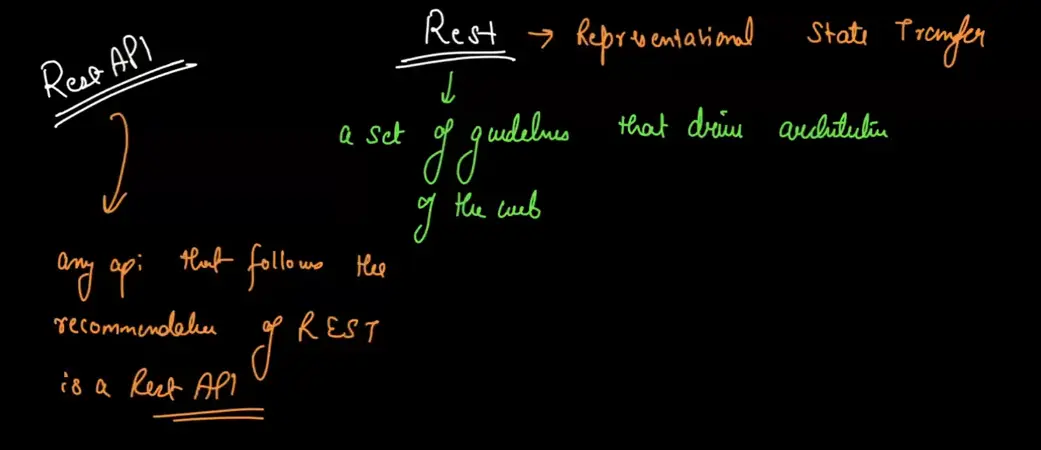 Rest → Representational State Transfer
Rest API
a set of guidelines that drive architecture
of the web
any api that follows the
recommendation of REST
is a Rest API